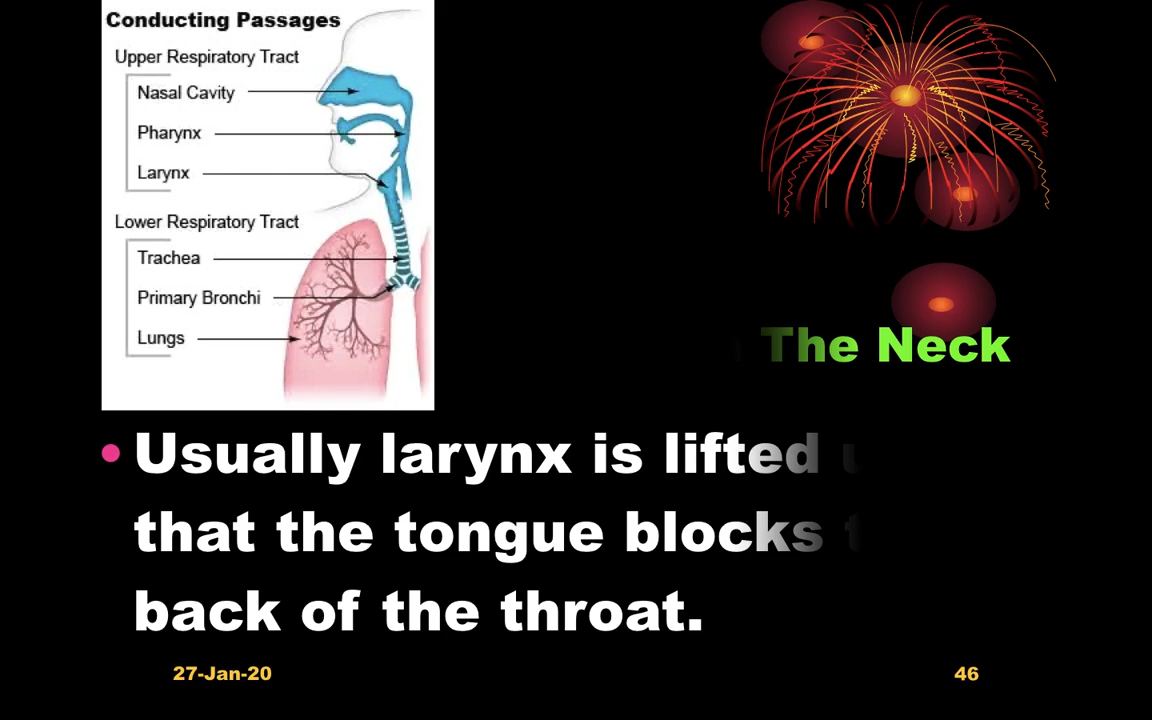 Conducting Passages
Upper Respiratory Tract
Nasal Cavity
Pharynx
Larynx
Lower Respiratory Tract
Trachea
Primary Bronchi
Lungs
The Neck
Usually larynx is lifted
that the tongue blocks
back of the throat.
27-Jan-20
46